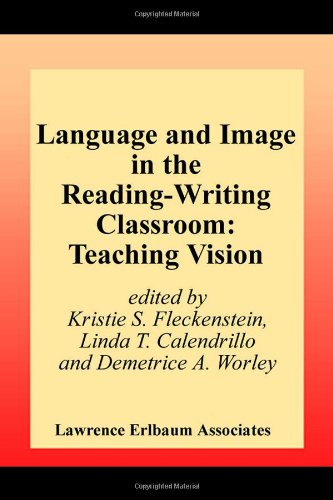 Language and Image
in the
Reading-Writing
Classroom:
Teaching Vision
edited by
Kristie S. Fleckenstein,
Linda T. Calendrillo
and Demetrice A. Worley
Lawrence Erlbaum Associates